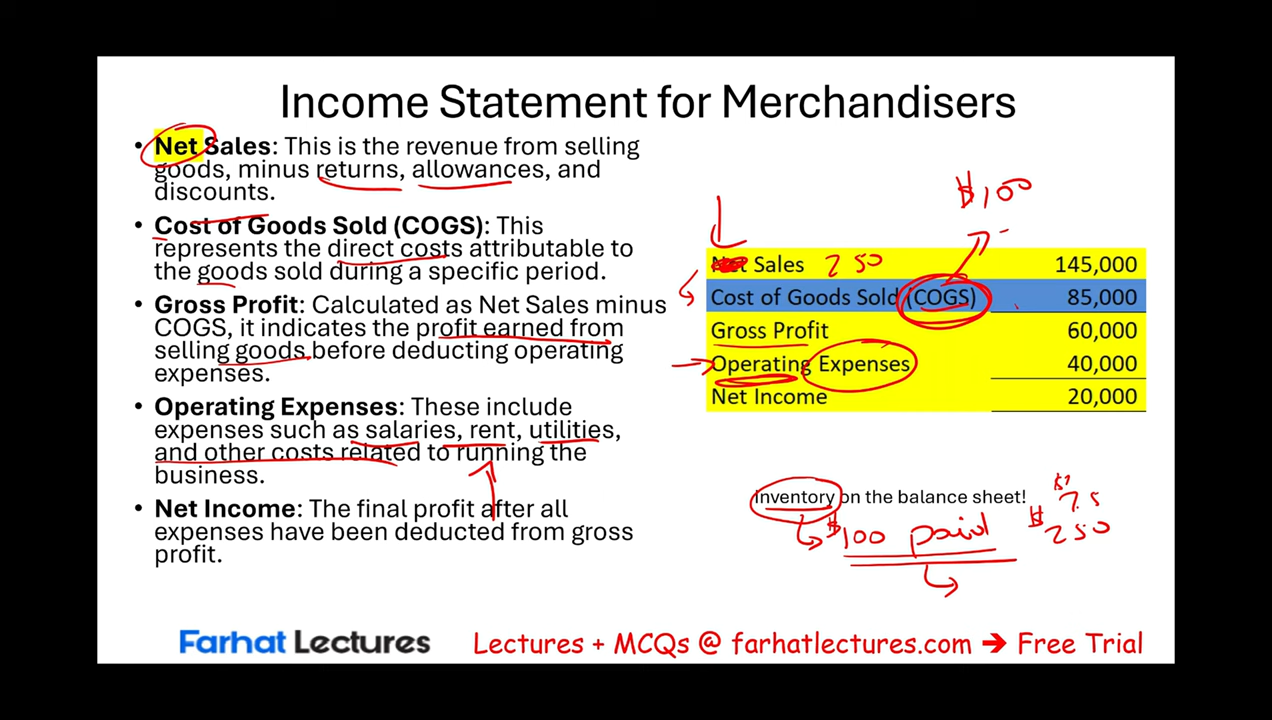 Income Statement for Merchandisers
• Net Sales: This is the revenue from selling
goods, minus returns, allowances, and
discounts.
• Cost of Goods Sold (COGS): This
represents the direct costs attributable to
the goods sold during a specific period.
• Gross Profit: Calculated as Net Sales minus
COGS, it indicates the profit earned from
selling goods before deducting operating
expenses.
• Operating Expenses: These include
expenses such as salaries, rent, utilities,
and other costs related to running the
business.
• Net Income: The final profit after all
expenses have been deducted from gross
profit.
$100
Net Sales 250 145,000
Cost of Goods Sold (COGS) 85,000
Gross Profit 60,000
Operating Expenses 40,000
Net Income 20,000
Inventory on the balance sheet!
$100 paid
$250
Farhat Lectures
Lectures + MCQs @ farhatlectures.com → Free Trial